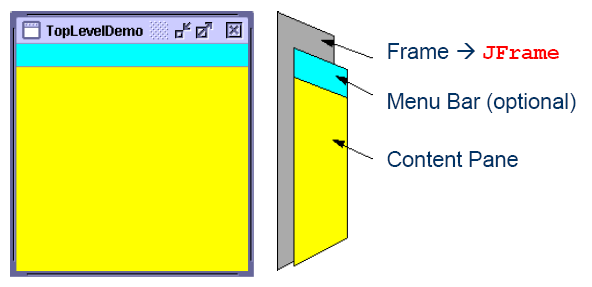 TopLevelDemo
Frame → JFrame
Menu Bar (optional)
Content Pane